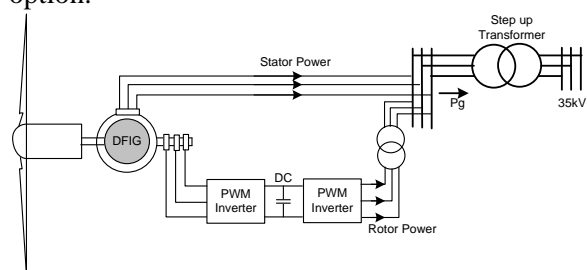 option.
Step up
Transformer
Stator Power
Pg
35kV
DFIG
DC
PWM
Inverter
PWM
Inverter
Rotor Power